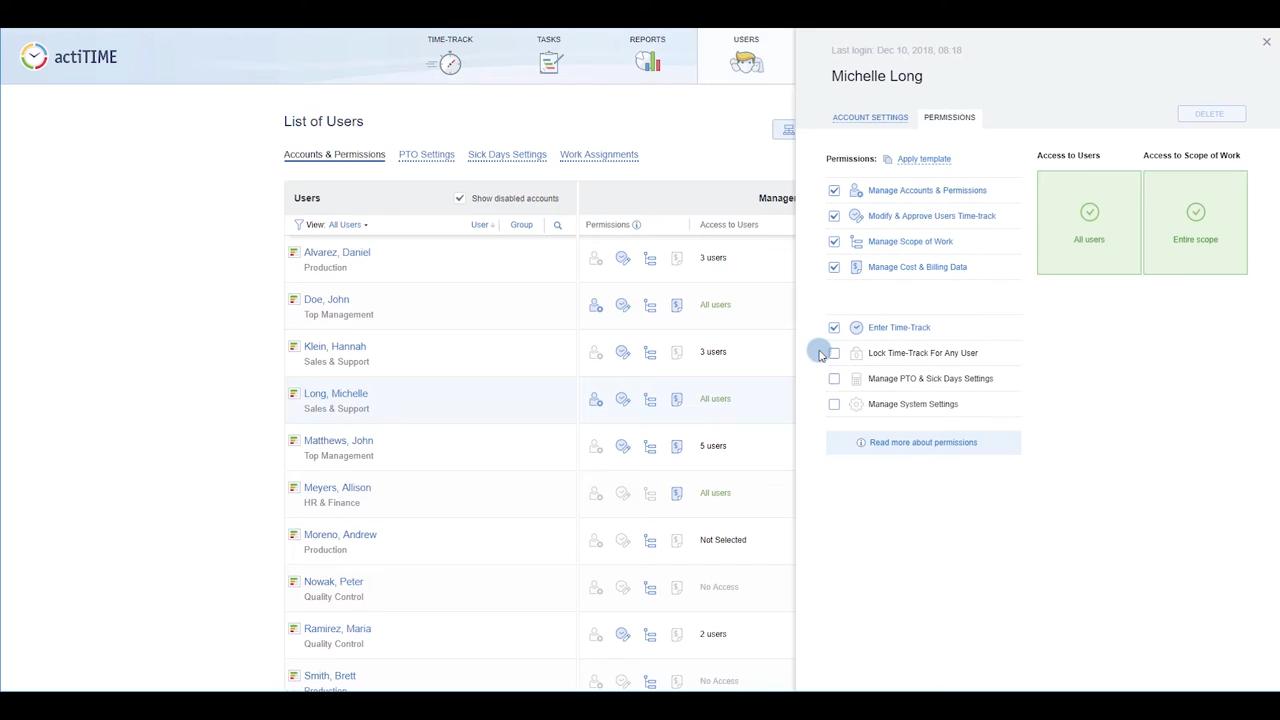 actiTIME
TIME-TRACK
TASKS
REPORTS
USERS
List of Users
Accounts & Permissions
PTO Settings
Sick Days Settings
Work Assignments
Users
Show disabled accounts
Manage
View: All Users
User
Group
Permissions
Access to Users
Alvarez, Daniel
Production
3 users
Doe, John
Top Management
All users
Klein, Hannah
Sales & Support
3 users
Long, Michelle
Sales & Support
All users
Matthews, John
Top Management
5 users
Meyers, Allison
HR & Finance
All users
Moreno, Andrew
Production
Not Selected
Nowak, Peter
Quality Control
No Access
Ramirez, Maria
Quality Control
2 users
Smith, Brett
Production
No Access
Last login: Dec 10, 2018, 08:18
Michelle Long
ACCOUNT SETTINGS
PERMISSIONS
DELETE
Permissions:
Apply template
Manage Accounts & Permissions
Modify & Approve Users Time-track
Manage Scope of Work
Manage Cost & Billing Data
Enter Time-Track
Lock Time-Track For Any User
Manage PTO & Sick Days Settings
Manage System Settings
Read more about permissions
Access to Users
All users
Access to Scope of Work
Entire scope